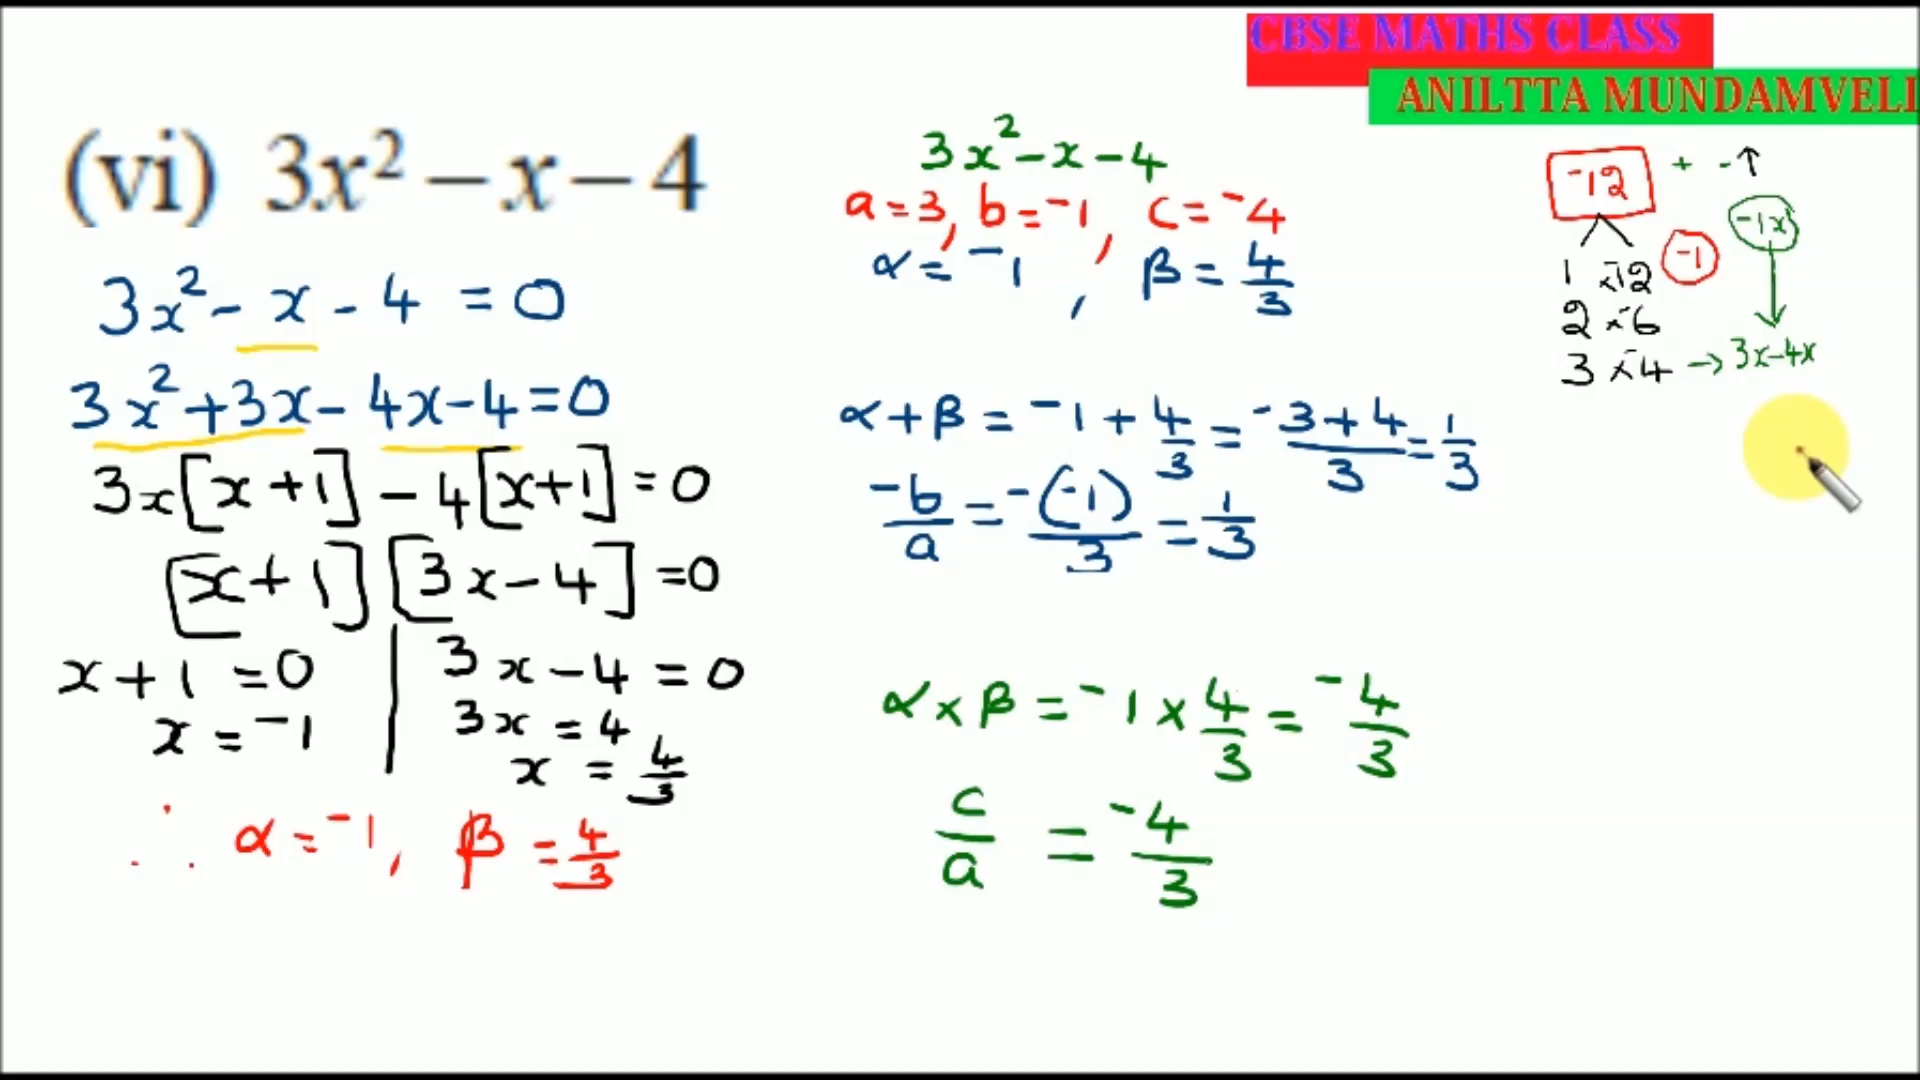 CBSE MATHS CLASS
ANILTTA MUNDAMVELI
(vi) 3x² – x – 4
3x² - x - 4 = 0
3x² + 3x - 4x - 4 = 0
3x[x + 1] - 4[x + 1] = 0
[x + 1] [3x - 4] = 0
x + 1 = 0 | 3x - 4 = 0
x = -1 | 3x = 4
x = 4/3
∴ α = -1, β = 4/3
3x² - x - 4
a = 3, b = -1, c = -4
α = -1, β = 4/3
α + β = -1 + 4/3 = (-3 + 4)/3 = 1/3
-b/a = -(-1)/3 = 1/3
α × β = -1 × 4/3 = -4/3
c/a = -4/3
-12 + -↑
-1x
1 × -12 -1
2 × -6
3 × -4 → 3x - 4x